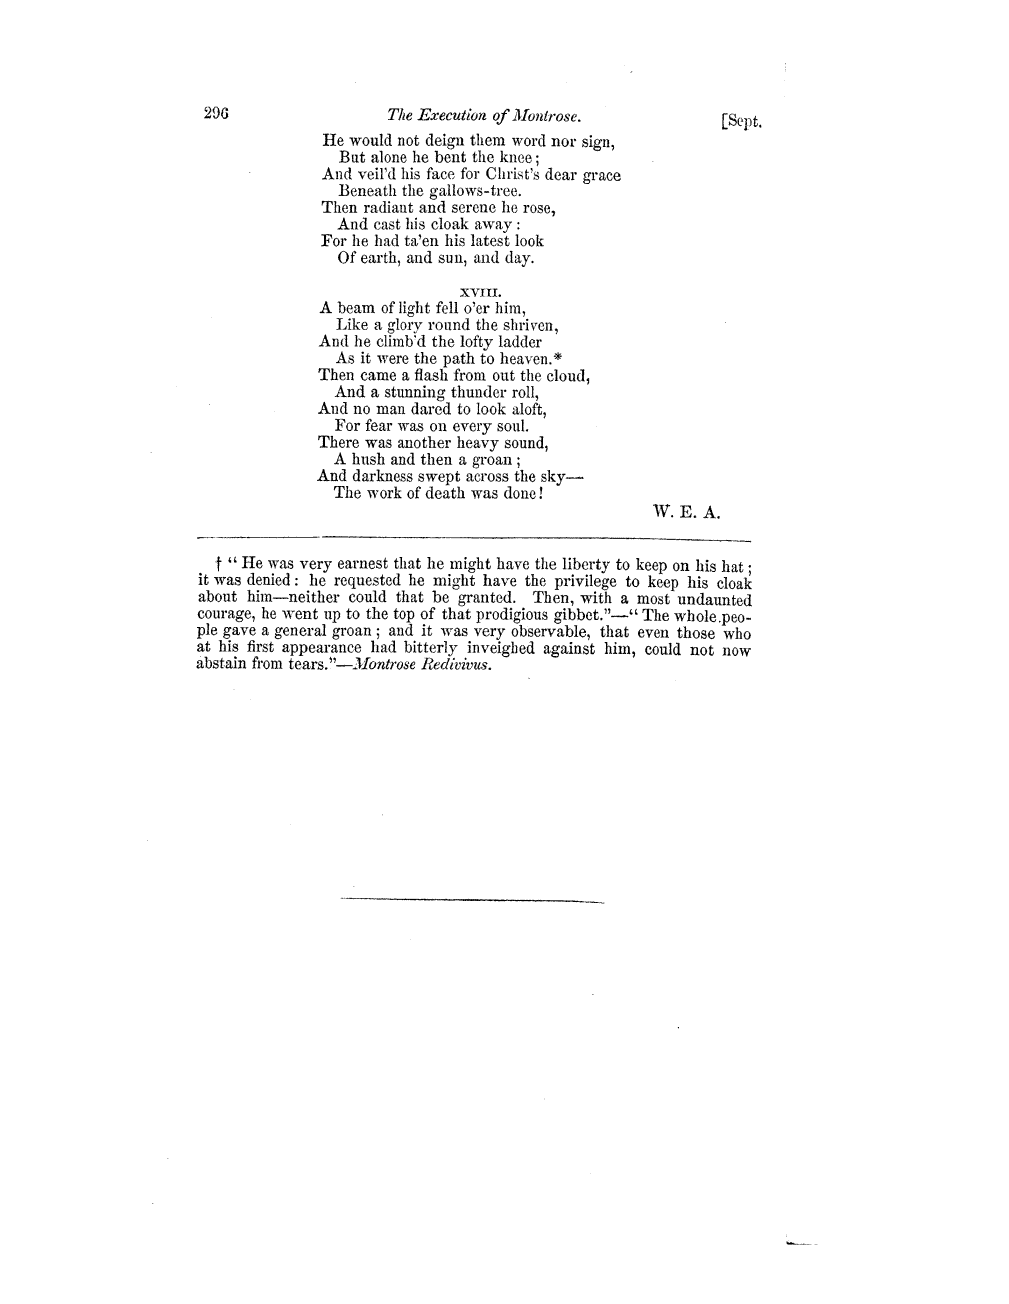 296 The Execution of Montrose. [Sept.
He would not deign them word nor sign,
But alone he bent the knee;
And veil'd his face for Christ's dear grace
Beneath the gallows-tree.
Then radiant and serene he rose,
And cast his cloak away:
For he had ta'en his latest look
Of earth, and sun, and day.
XVIII.
A beam of light fell o'er him,
Like a glory round the shriven,
And he climb'd the lofty ladder
As it were the path to heaven.*
Then came a flash from out the cloud,
And a stunning thunder roll,
And no man dared to look aloft,
For fear was on every soul.
There was another heavy sound,
A hush and then a groan;
And darkness swept across the sky—
The work of death was done!
W. E. A.
† "He was very earnest that he might have the liberty to keep on his hat;
it was denied: he requested he might have the privilege to keep his cloak
about him—neither could that be granted. Then, with a most undaunted
courage, he went up to the top of that prodigious gibbet."—"The whole peo-
ple gave a general groan; and it was very observable, that even those who
at his first appearance had bitterly inveighed against him, could not now
abstain from tears."—Montrose Redivivus.